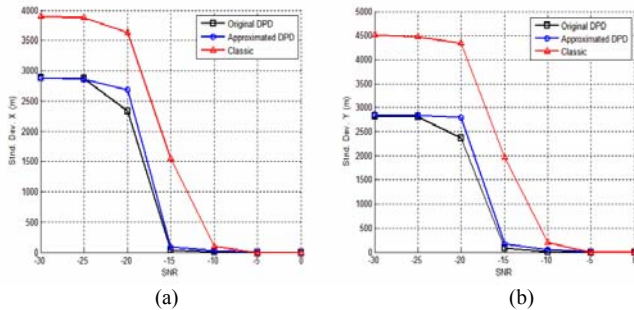 4000
3500
3000
2500
2000
1500
1000
500
0
Stnd. Dev X (m)
-30 -25 -20 -15 -10 -5 0
SNR
Original DPD
Approximated DPD
Classic
(a)
5000
4500
4000
3500
3000
2500
2000
1500
1000
500
0
Stnd. Dev Y (m)
-30 -25 -20 -15 -10 -5
SNR
Original DPD
Approximated DPD
Classic
(b)